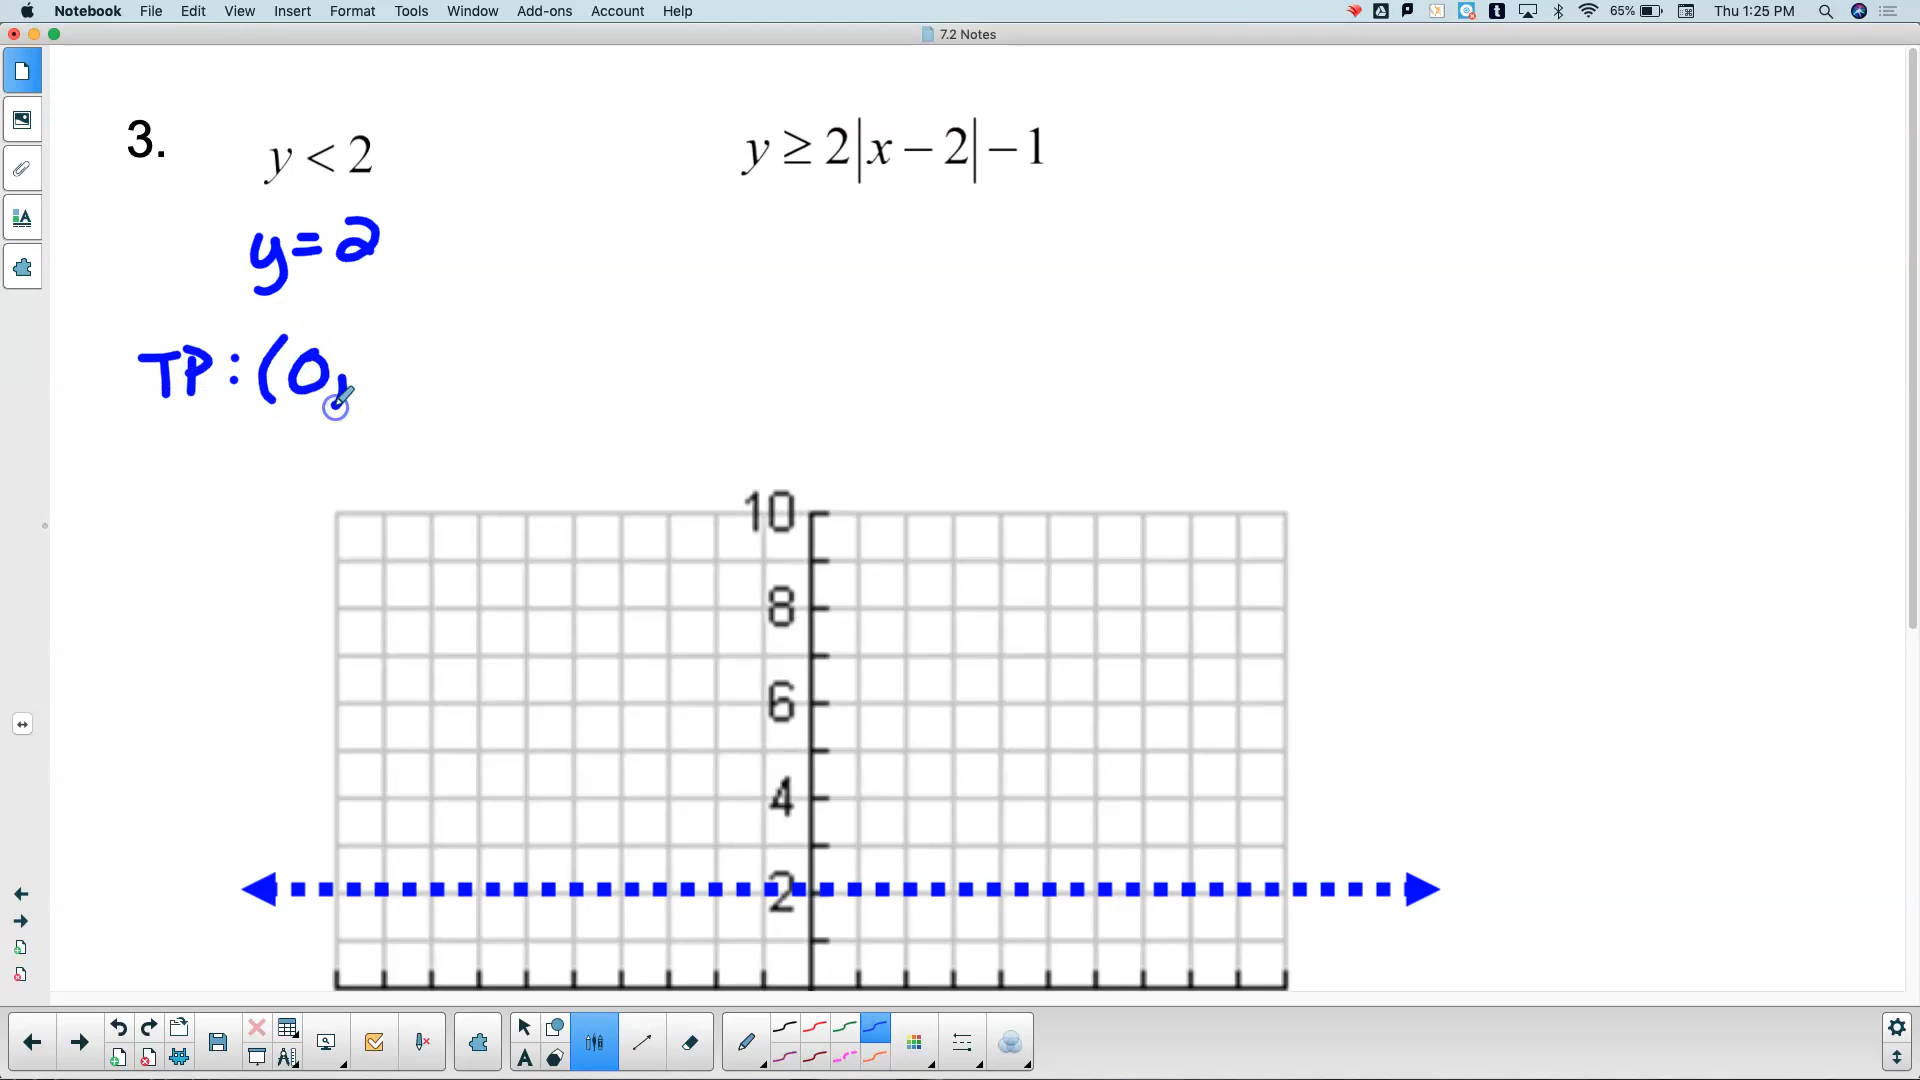 Notebook File Edit View Insert Format Tools Window Add-ons Account Help 65% Thu 1:25 PM
7.2 Notes
3. y < 2 y ≥ 2|x − 2| − 1
y = 2
TP : (0,
10
8
6
4
2